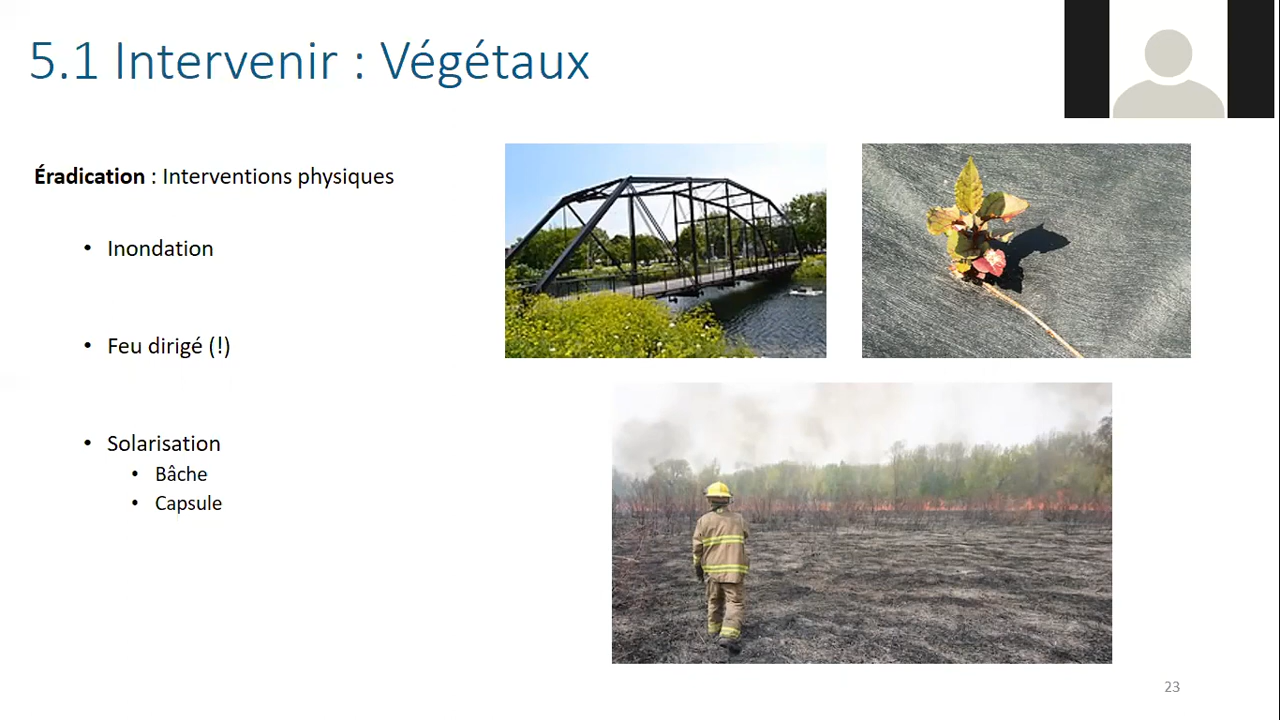 5.1 Intervenir : Végétaux
Éradication : Interventions physiques
• Inondation
• Feu dirigé (!)
• Solarisation
• Bâche
• Capsule
23